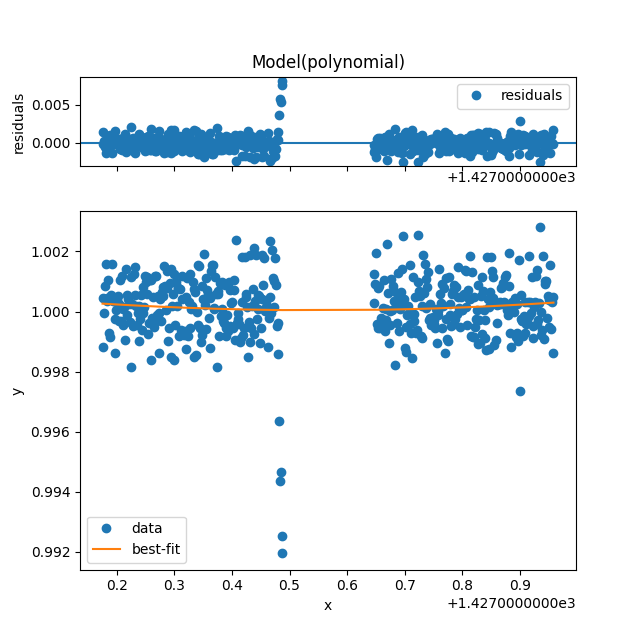 Model(polynomial)
residuals
0.005
0.000
residuals
+1.4270000000e3
y
1.002
1.000
0.998
0.996
0.994
0.992
data
best-fit
0.2 0.3 0.4 0.5 0.6 0.7 0.8 0.9
x
+1.4270000000e3